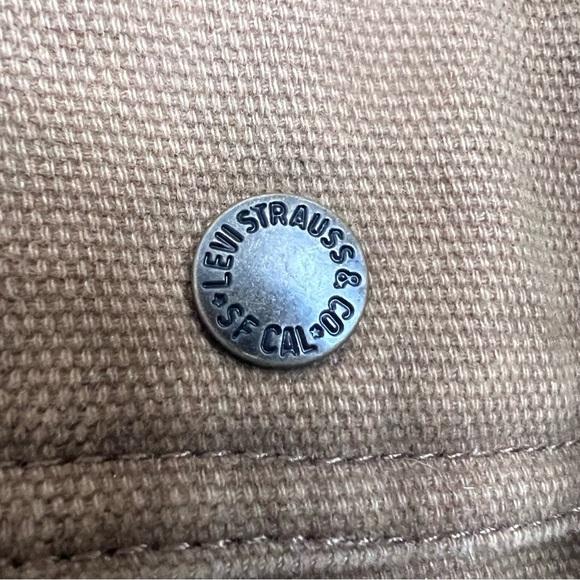 LEVI STRAUSS & CO
★ SF CAL ★